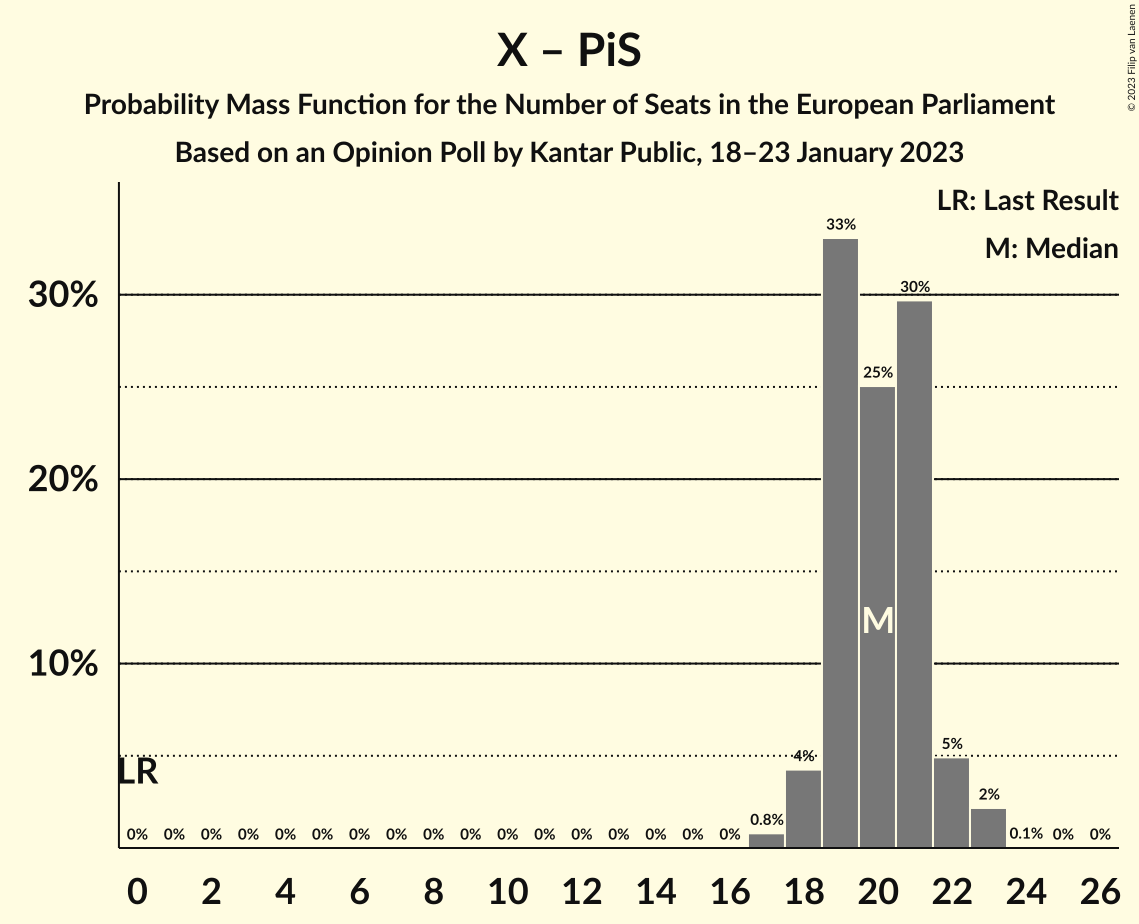 X – PiS
Probability Mass Function for the Number of Seats in the European Parliament
Based on an Opinion Poll by Kantar Public, 18–23 January 2023
© 2023 Filip van Laenen
LR: Last Result
M: Median
30%
20%
10%
33%
30%
25%
M
5%
4%
2%
0.8%
LR
0% 0% 0% 0% 0% 0% 0% 0% 0% 0% 0% 0% 0% 0% 0% 0% 0% 0.1% 0% 0%
0 2 4 6 8 10 12 14 16 18 20 22 24 26